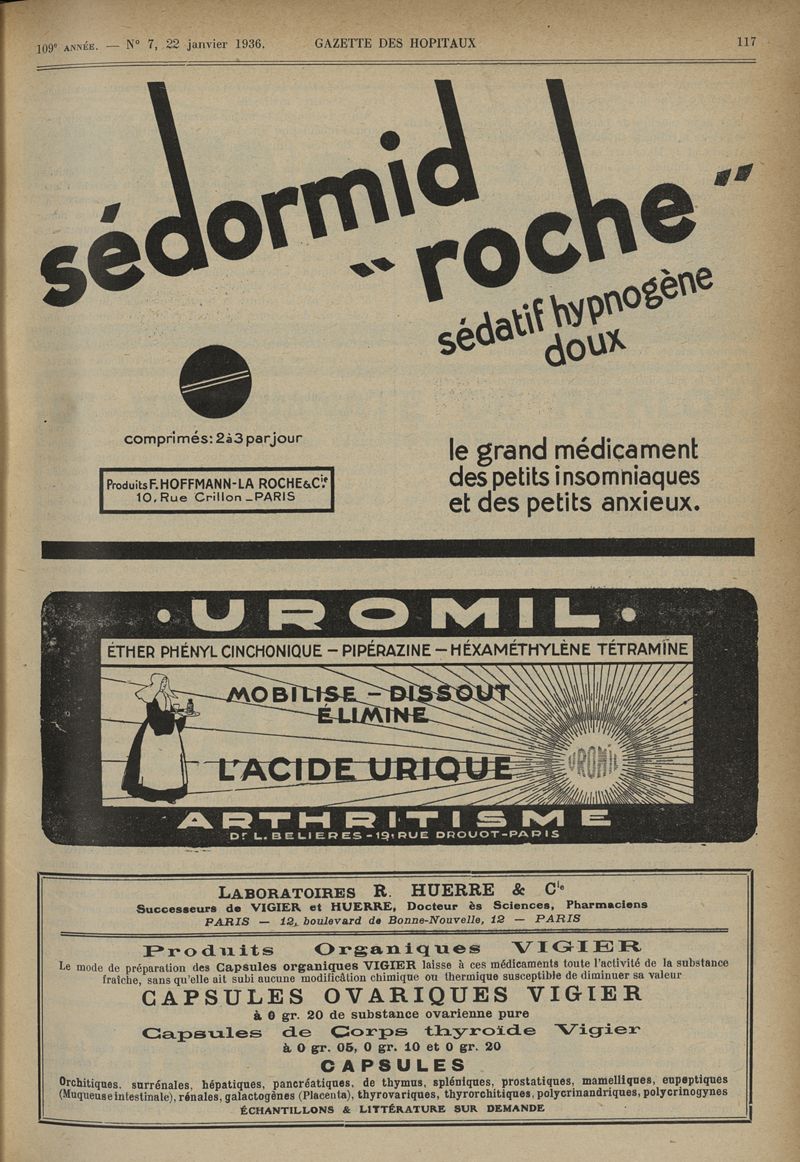 109e ANNÉE. — N° 7, 22 janvier 1936. GAZETTE DES HOPITAUX 117
sédormid
"roche"
sédatif hypnogène
doux
comprimés: 2 à 3 par jour
Produits F. HOFFMANN-LA ROCHE & Cie
10, Rue Crillon _ PARIS
le grand médicament
des petits insomniaques
et des petits anxieux.
• UROMIL •
ÉTHER PHÉNYL CINCHONIQUE — PIPÉRAZINE — HÉXAMÉTHYLÈNE TÉTRAMÏNE
MOBILISE — DISSOUT
ÉLIMINE
L'ACIDE URIQUE
UROMIL
ARTHRITISME
Dr L. BELIERES - 19, RUE DROUOT - PARIS
LABORATOIRES R. HUERRE & Cie
Successeurs de VIGIER et HUERRE, Docteur ès Sciences, Pharmaciens
PARIS — 12, boulevard de Bonne-Nouvelle, 12 — PARIS
Produits Organiques VIGIER
Le mode de préparation des Capsules organiques VIGIER laisse à ces médicaments toute l'activité de la substance
fraîche, sans qu'elle ait subi aucune modification chimique ou thermique susceptible de diminuer sa valeur
CAPSULES OVARIQUES VIGIER
à 0 gr. 20 de substance ovarienne pure
Capsules de Corps thyroïde Vigier
à 0 gr. 05, 0 gr. 10 et 0 gr. 20
CAPSULES
Orchitiques, surrénales, hépatiques, pancréatiques, de thymus, spléniques, prostatiques, mamelliques, eupeptiques
(Muqueuse intestinale), rénales, galactogènes (Placenta), thyrovariques, thyrorchitiques, polycrinandriques, polycrinogynes
ÉCHANTILLONS & LITTÉRATURE SUR DEMANDE